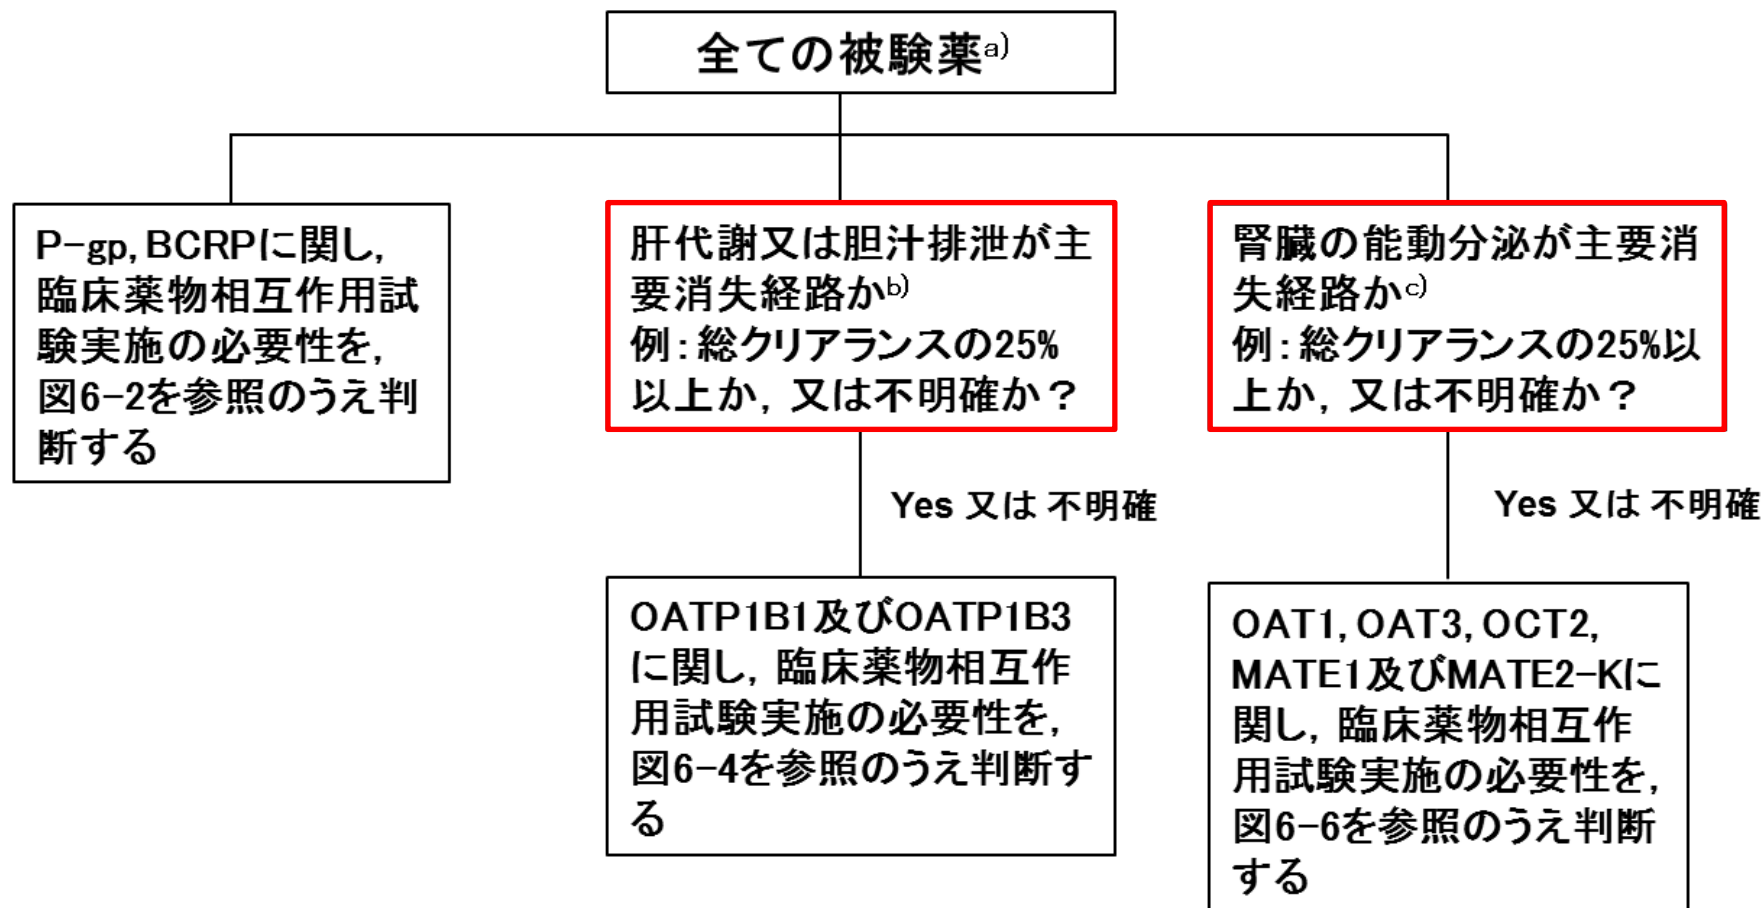 全ての被験薬a)
P-gp, BCRPに関し,
臨床薬物相互作用試
験実施の必要性を,
図6-2を参照のうえ判
断する
肝代謝又は胆汁排泄が主
要消失経路かb)
例：総クリアランスの25%
以上か, 又は不明確か？
腎臓の能動分泌が主要消
失経路かc)
例：総クリアランスの25%以
上か, 又は不明確か？
Yes 又は 不明確
Yes 又は 不明確
OATP1B1及びOATP1B3
に関し, 臨床薬物相互作
用試験実施の必要性を,
図6-4を参照のうえ判断す
る
OAT1, OAT3, OCT2,
MATE1及びMATE2-Kに
関し, 臨床薬物相互作
用試験実施の必要性を,
図6-6を参照のうえ判断
する